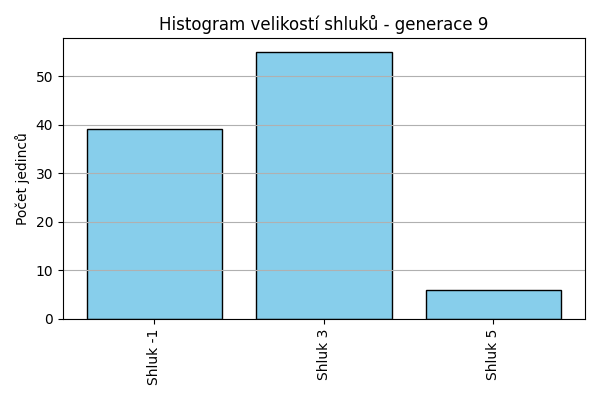 Histogram velikostí shluků - generace 9
Počet jedinců
50
40
30
20
10
0
Shluk -1
Shluk 3
Shluk 5